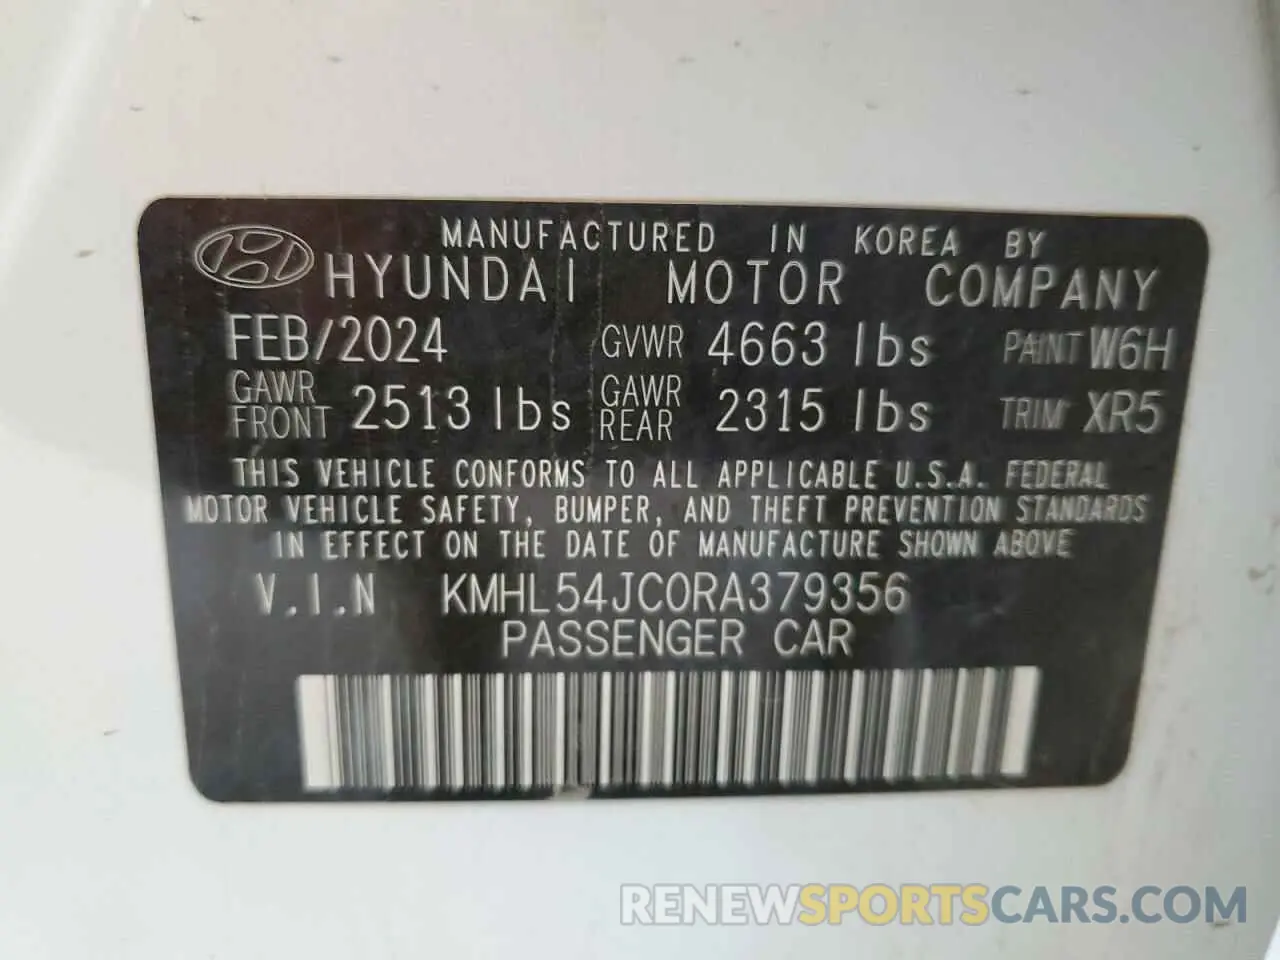 MANUFACTURED IN KOREA BY
HYUNDAI MOTOR COMPANY
FEB/2024 GVWR 4663 lbs PAINT W6H
GAWR FRONT 2513 lbs GAWR REAR 2315 lbs TRIM XR5
THIS VEHICLE CONFORMS TO ALL APPLICABLE U.S.A. FEDERAL
MOTOR VEHICLE SAFETY, BUMPER, AND THEFT PREVENTION STANDARDS
IN EFFECT ON THE DATE OF MANUFACTURE SHOWN ABOVE
V.I.N KMHL54JC0RA379356
PASSENGER CAR
RENEWSPORTSCARS.COM